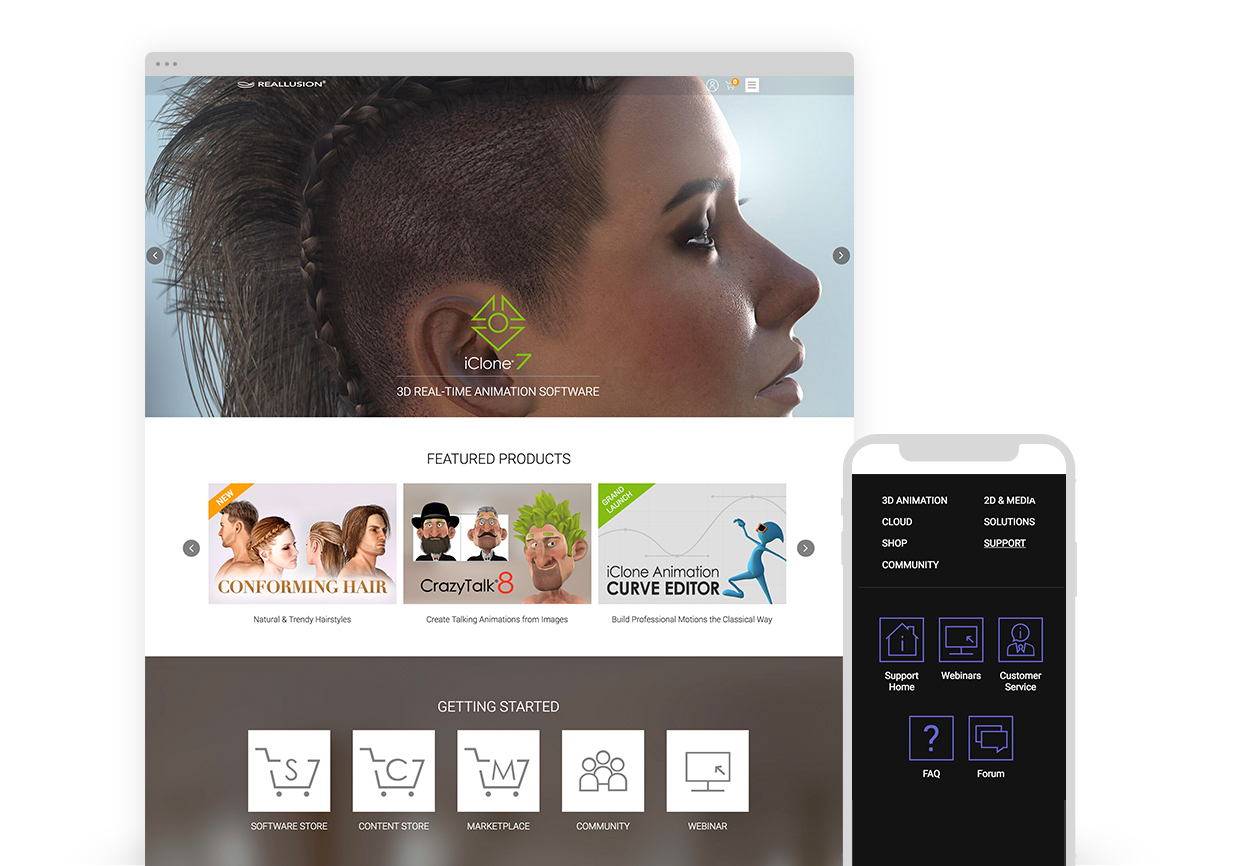 REALLUSION®
0
iClone® 7
3D REAL-TIME ANIMATION SOFTWARE
FEATURED PRODUCTS
NEW
CONFORMING HAIR
CrazyTalk®8
GRAND
LAUNCH
iClone Animation
CURVE EDITOR
Natural & Trendy Hairstyles
Create Talking Animations from Images
Build Professional Motions the Classical Way
GETTING STARTED
S
C
M
SOFTWARE STORE
CONTENT STORE
MARKETPLACE
COMMUNITY
WEBINAR
3D ANIMATION
2D & MEDIA
CLOUD
SOLUTIONS
SHOP
SUPPORT
COMMUNITY
Support
Home
Webinars
Customer
Service
?
FAQ
Forum